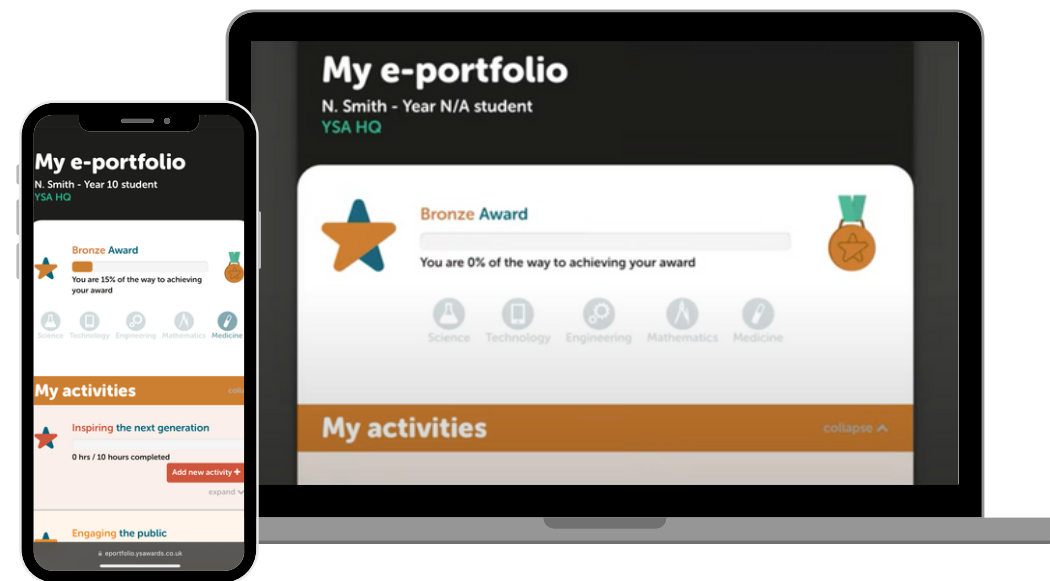 My e-portfolio
N. Smith - Year 10 student
YSA HQ
Bronze Award
You are 15% of the way to achieving
your award
Science Technology Engineering Mathematics Medicine
My activities
colla
Inspiring the next generation
0 hrs / 10 hours completed
Add new activity +
expand
Engaging the public
eportfolio.ysawards.co.uk
My e-portfolio
N. Smith - Year N/A student
YSA HQ
Bronze Award
You are 0% of the way to achieving your award
Science Technology Engineering Mathematics Medicine
My activities
collapse